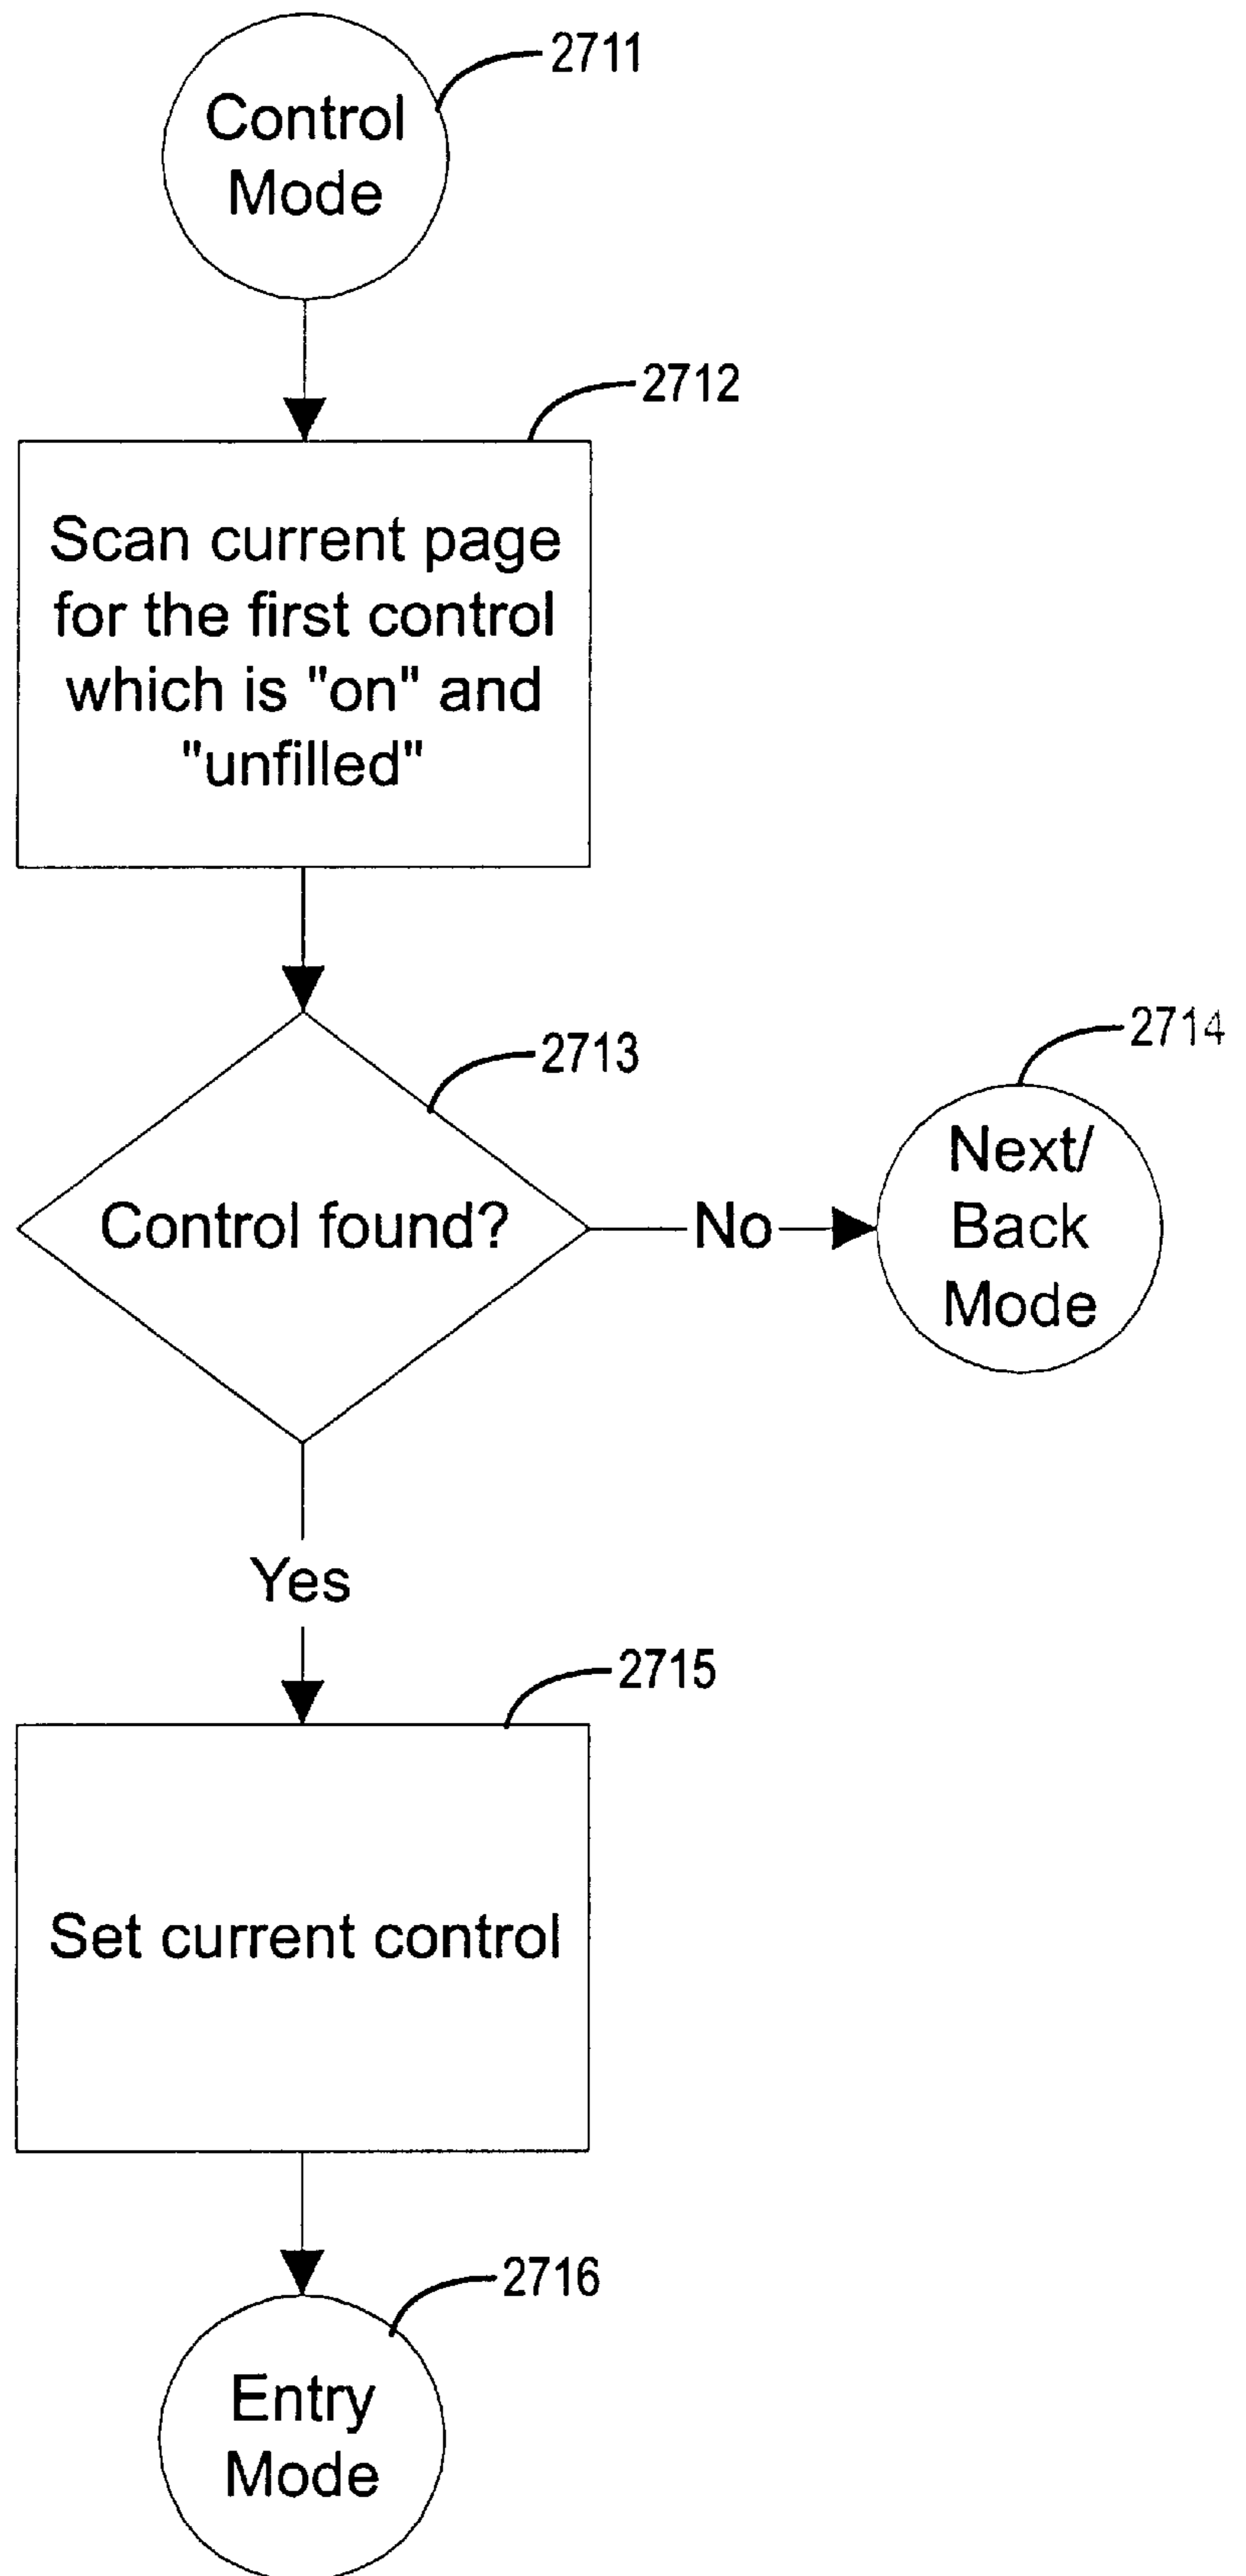 2711
Control
Mode
2712
Scan current page
for the first control
which is "on" and
"unfilled"
2713
Control found?
No
2714
Next/
Back
Mode
Yes
2715
Set current control
2716
Entry
Mode